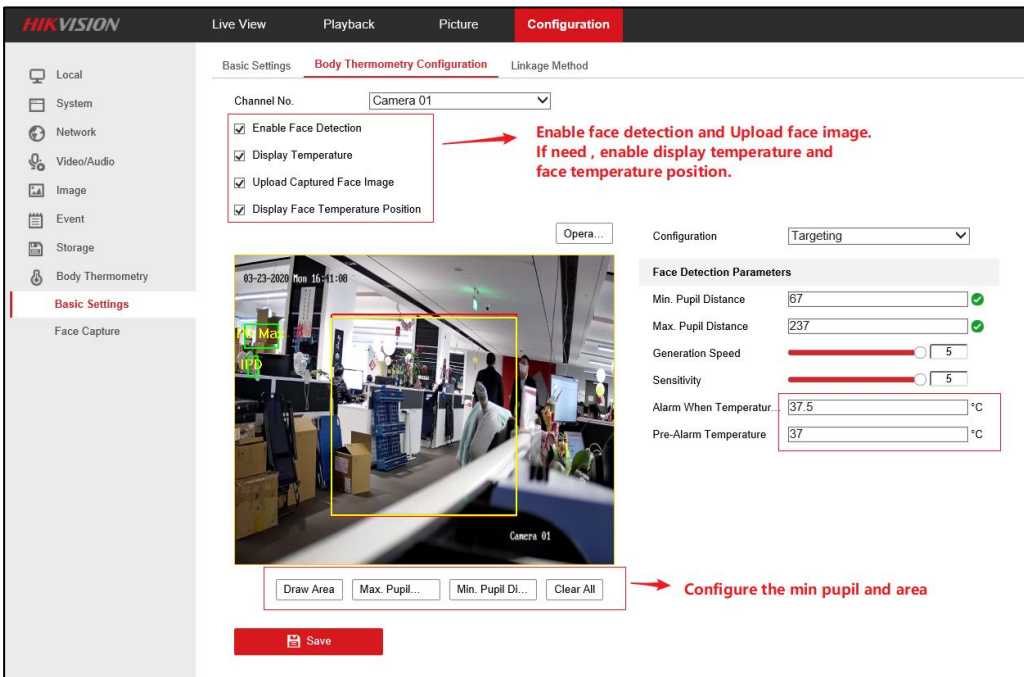 HIKVISION
Live View
Playback
Picture
Configuration
Local
System
Network
Video/Audio
Image
Event
Storage
Body Thermometry
Basic Settings
Face Capture
Basic Settings
Body Thermometry Configuration
Linkage Method
Channel No.
Camera 01
Enable Face Detection
Display Temperature
Upload Captured Face Image
Display Face Temperature Position
Enable face detection and Upload face image.
If need , enable display temperature and
face temperature position.
Opera...
03-23-2020 Mon 16:41:08
Max
IPD
Camera 01
Configuration
Targeting
Face Detection Parameters
Min. Pupil Distance
67
Max. Pupil Distance
237
Generation Speed
5
Sensitivity
5
Alarm When Temperatur...
37.5
°C
Pre-Alarm Temperature
37
°C
Draw Area
Max. Pupil...
Min. Pupil Di...
Clear All
Configure the min pupil and area
Save